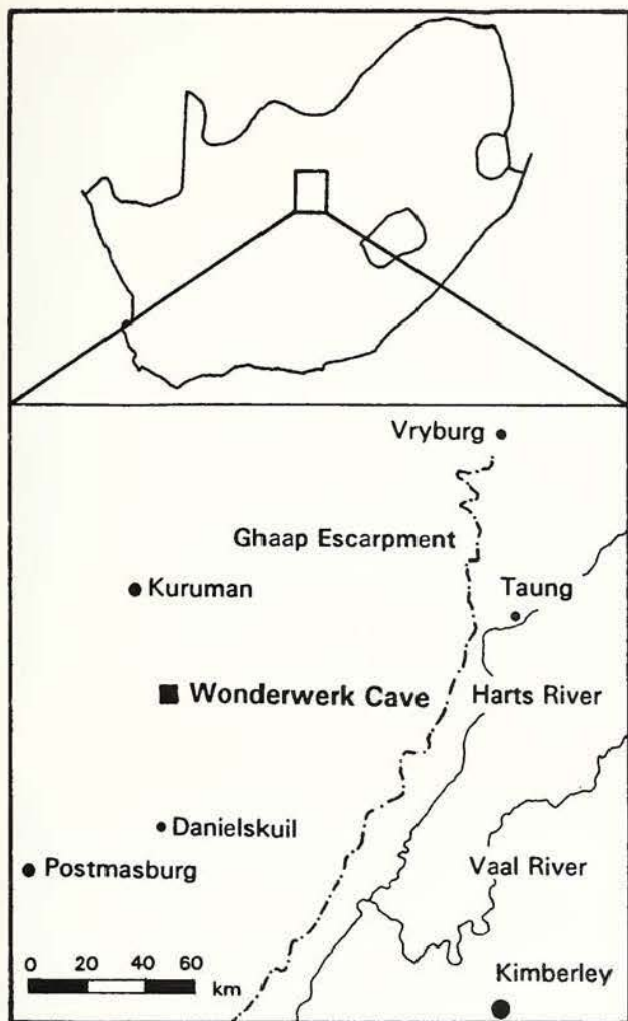 Vryburg
Ghaap Escarpment
Kuruman
Taung
Wonderwerk Cave
Harts River
Danielskuil
Postmasburg
Vaal River
0 20 40 60
km
Kimberley